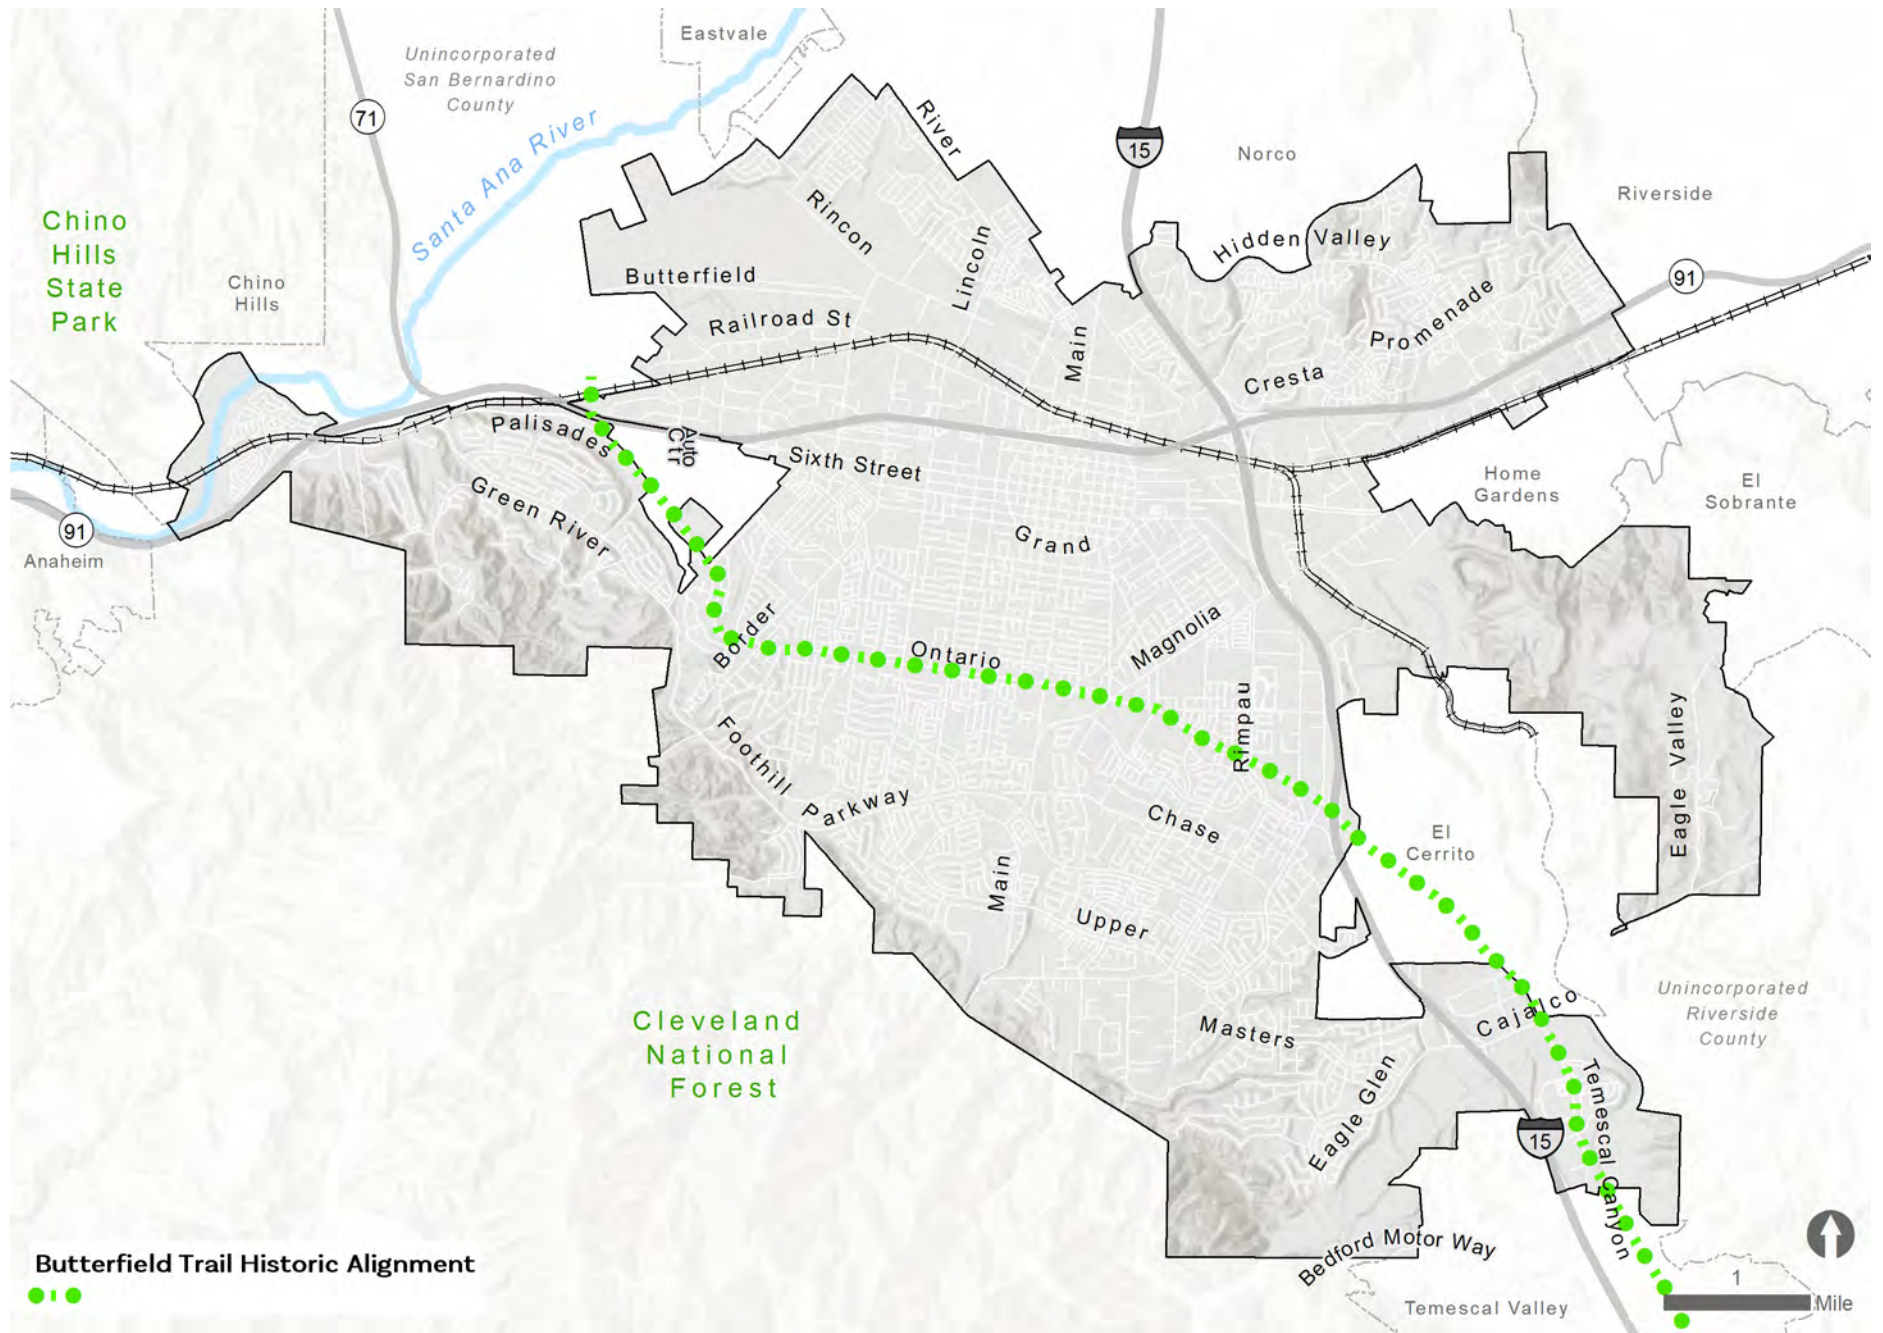 Eastvale
Unincorporated
San Bernardino
County
71
Santa Ana River
River
15
Norco
Riverside
Chino
Hills
State
Park
Chino
Hills
Rincon
Lincoln
Hidden Valley
Butterfield
91
Railroad St
Main
Promenade
Cresta
Palisades
Auto
Ctr
Sixth Street
Green River
Home
Gardens
El
Sobrante
91
Anaheim
Grand
Border
Magnolia
Ontario
Rimpau
Eagle Valley
Foothill
Parkway
Chase
El
Cerrito
Main
Upper
Cleveland
National
Forest
Masters
Cajalco
Unincorporated
Riverside
County
Eagle Glen
Temescal Canyon
15
Bedford Motor Way
Temescal Valley
Butterfield Trail Historic Alignment
1
Mile